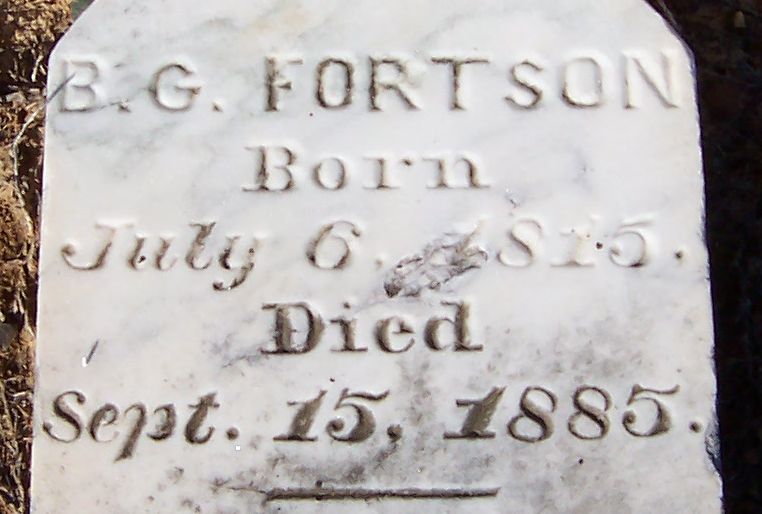 B. G. FORTSON
Born
July 6, 1815.
Died
Sept. 15, 1885.